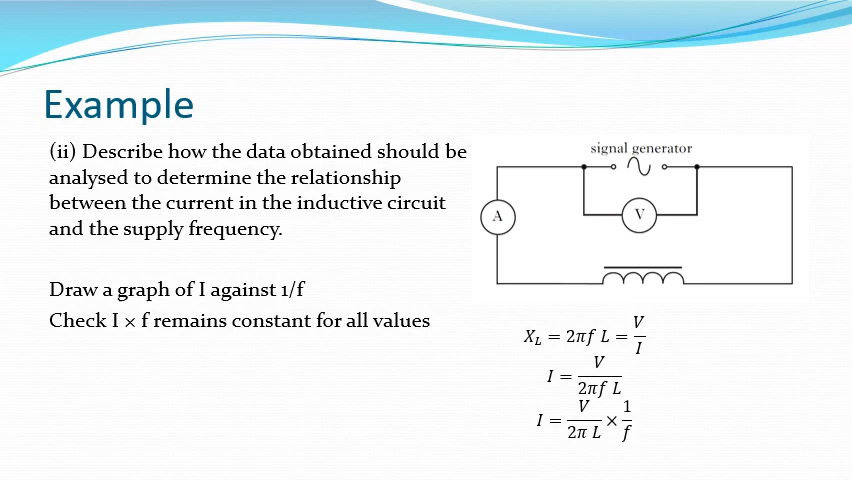 Example
(ii) Describe how the data obtained should be
analysed to determine the relationship
between the current in the inductive circuit
and the supply frequency.
Draw a graph of I against 1/f
Check I × f remains constant for all values
signal generator
A
V
X_L = 2πf L = V/I
I = V/(2πf L)
I = V/(2π L) × 1/f